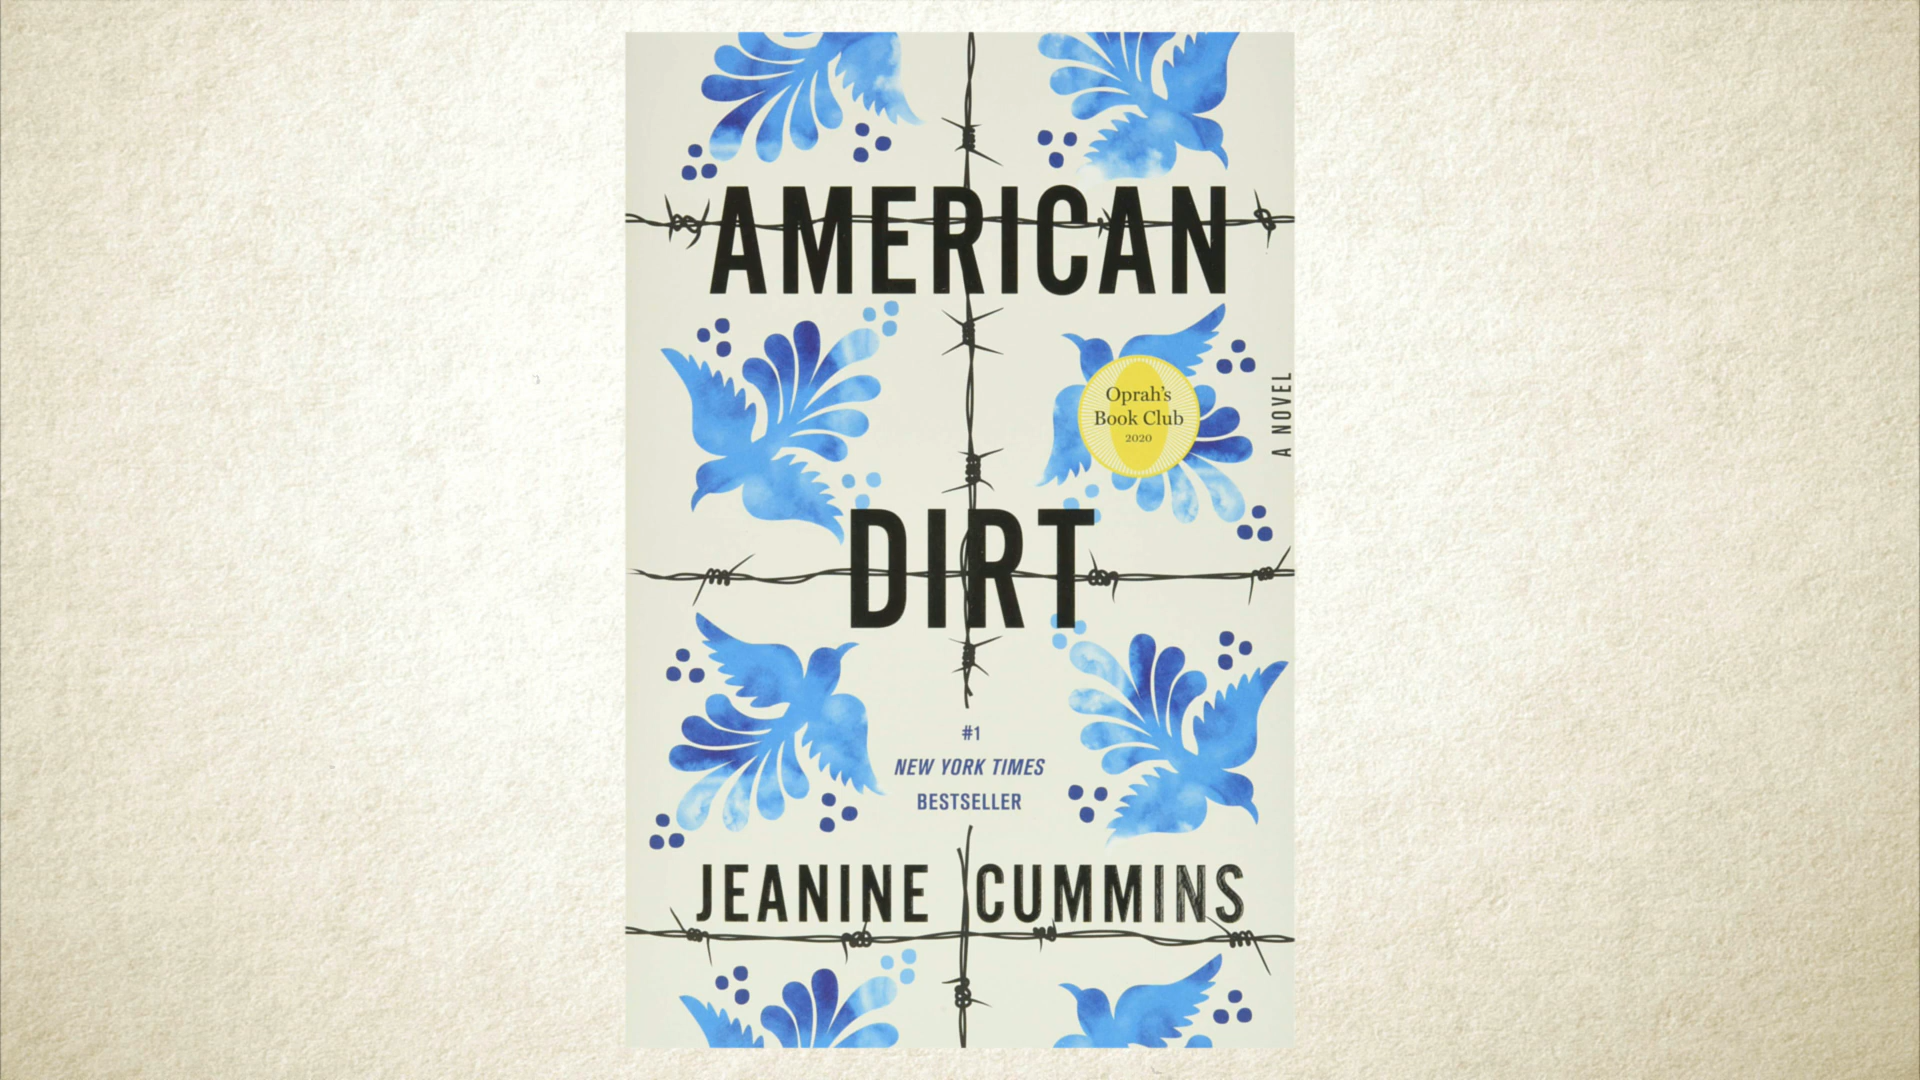 AMERICAN
Oprah's
Book Club
2020
A NOVEL
DIRT
#1
NEW YORK TIMES
BESTSELLER
JEANINE CUMMINS